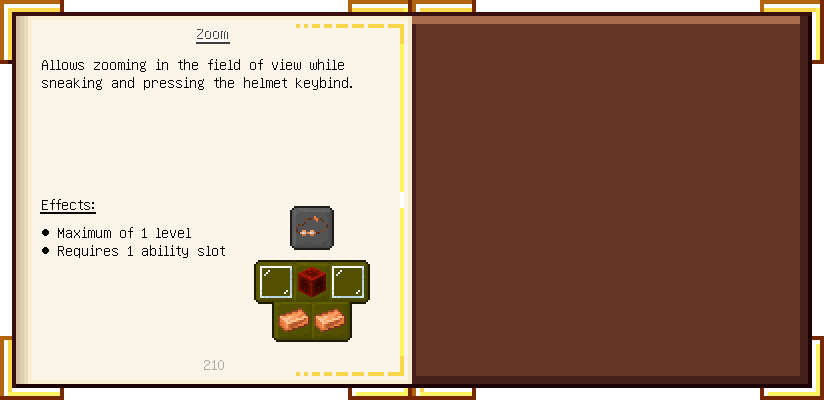 Zoom
Allows zooming in the field of view while
sneaking and pressing the helmet keybind.
Effects:
● Maximum of 1 level
● Requires 1 ability slot
210